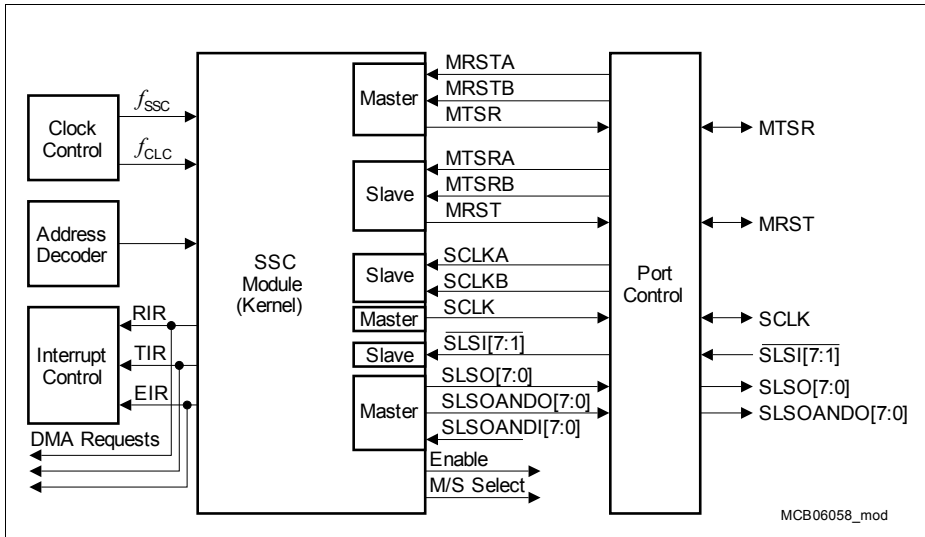 Clock
Control
fSSC
fCLC
Address
Decoder
Interrupt
Control
RIR
TIR
EIR
DMA Requests
SSC
Module
(Kernel)
Master
Slave
Slave
Master
Slave
Master
MRSTA
MRSTB
MTSR
MTSRA
MTSRB
MRST
SCLKA
SCLKB
SCLK
SLSI[7:1]
SLSO[7:0]
SLSOANDO[7:0]
SLSOANDI[7:0]
Enable
M/S Select
Port
Control
MTSR
MRST
SCLK
SLSI[7:1]
SLSO[7:0]
SLSOANDO[7:0]
MCB06058_mod